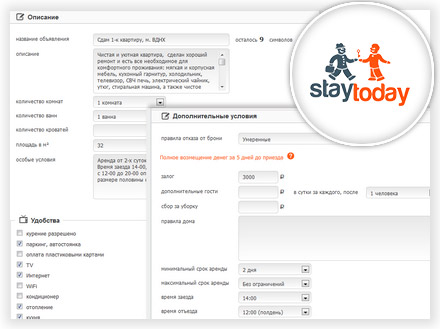 Описание
название объявления Сдам 1-к квартиру, м. ВДНХ осталось 9 символов
описание Чистая и уютная квартира, сделан хороший
ремонт и есть все необходимое для
комфортного проживания: мягкая и корпусная
мебель, кухонный гарнитур, холодильник,
телевизор, СВЧ печь, электрический чайник,
утюг, стиральная машина, а также чистое
количество комнат 1 комната
количество ванн 1 ванна
количество кроватей
площадь в м² 32
особые условия Аренда от 2-х суток
Время заезда 14:00,
с 12:00 до 20-00 оп
размере половины
Удобства
курение разрешено
паркинг, автостоянка
оплата пластиковыми картами
TV
Интернет
WiFi
кондиционер
отопление
кухня
staytoday
Дополнительные условия
правила отказа от брони Умеренные
Полное возмещение денег за 5 дней до приезда ?
залог 3000 ₽
дополнительные гости ₽ в сутки за каждого, после 1 человека
сбор за уборку ₽
правила дома
минимальный срок аренды 2 дня
максимальный срок аренды Без ограничений
время заезда 14:00
время отъезда 12:00 (полдень)